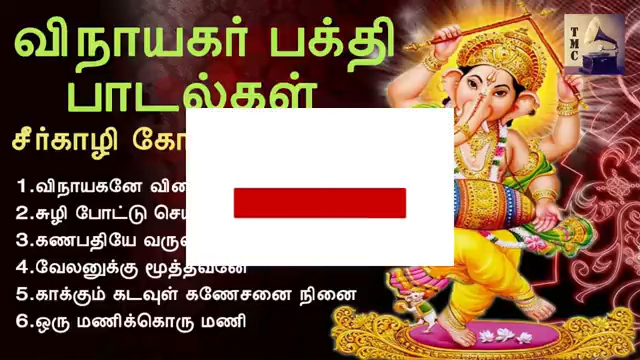 விநாயகர் பக்தி
பாடல்கள்
சீர்காழி
1.விநாயகனே
2.சுழி போட்டு
3.கணபதியே
4.வேலனுக்கு மூத்தவனே
5.காக்கும் கடவுள் கணேசனை நினை
6.ஒரு மணிக்கொரு மணி
TMC